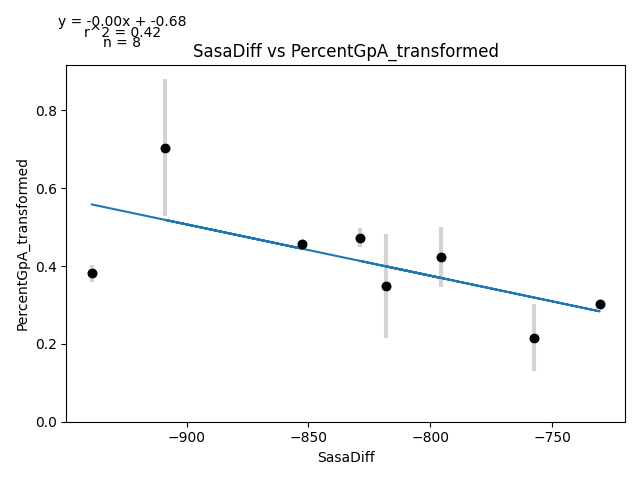 y = -0.00x + -0.68
r^2 = 0.42
n = 8
SasaDiff vs PercentGpA_transformed
PercentGpA_transformed
0.8
0.6
0.4
0.2
0.0
−900
−850
−800
−750
SasaDiff